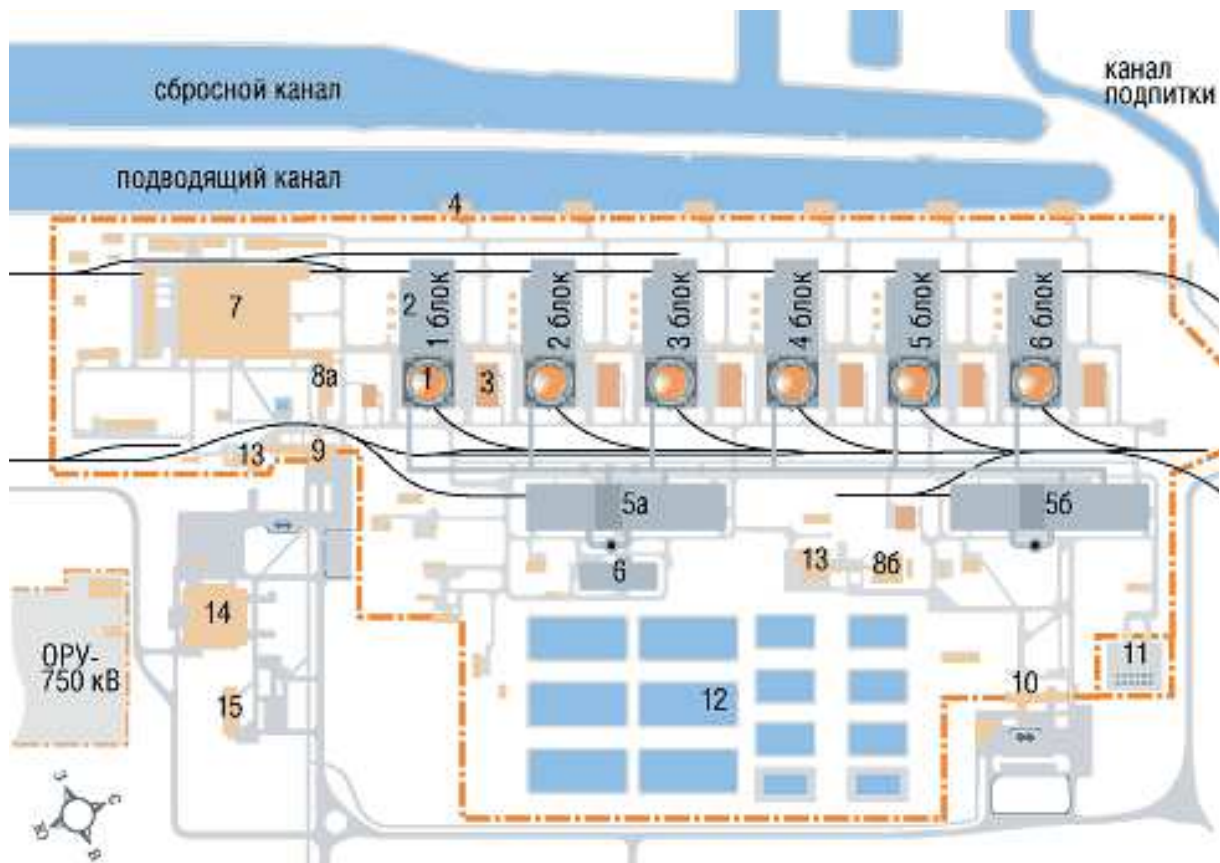 сбросной канал
канал
подпитки
подводящий канал
4
7
2
1 блок
2 блок
3 блок
4 блок
5 блок
6 блок
8а
1
3
13
9
5а
5б
6
13
8б
14
ОРУ-
750 кВ
15
12
10
11
З
С
Ю
В